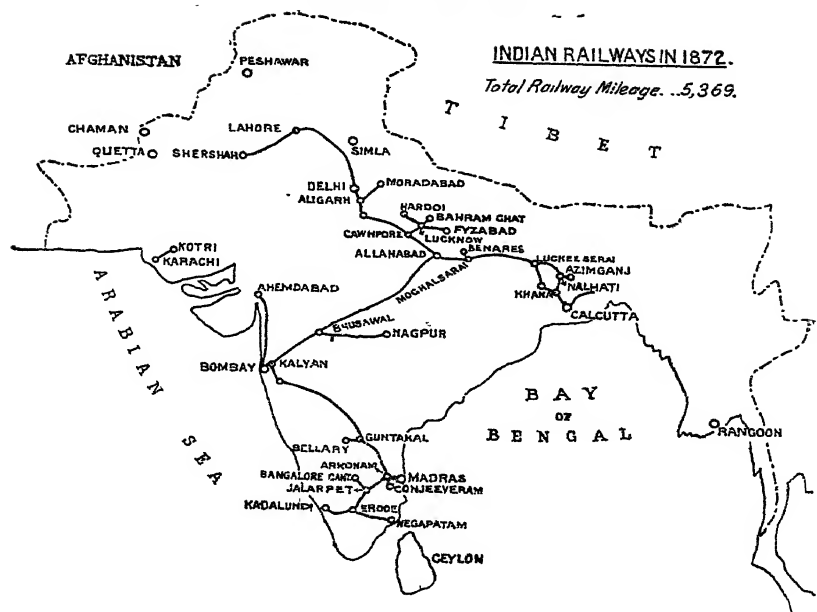 INDIAN RAILWAYS IN 1872.
Total Railway Mileage...5,369.
AFGHANISTAN
PESHAWAR
TIBET
CHAMAN
LAHORE
SIMLA
QUETTA
SHERSHAH
DELHI
MORADABAD
ALIGARH
HARDOI
BAHRAM GHAT
FYZABAD
CAWNPORE
LUCKNOW
BENARES
KOTRI
KARACHI
ALLAHABAD
LUCKEESERAI
AZIMGANJ
NALHATI
MOGHALSARAI
KHANA
CALCUTTA
ARABIAN SEA
AHEMDABAD
BHUSAWAL
NAGPUR
BOMBAY
KALYAN
BAY
OF
BENGAL
RANGOON
GUNTAKAL
BELLARY
ARKONAM
MADRAS
BANGALORE CANT
CONJEEVERAM
JALARPET
KADALUNDI
ERODE
NEGAPATAM
CEYLON